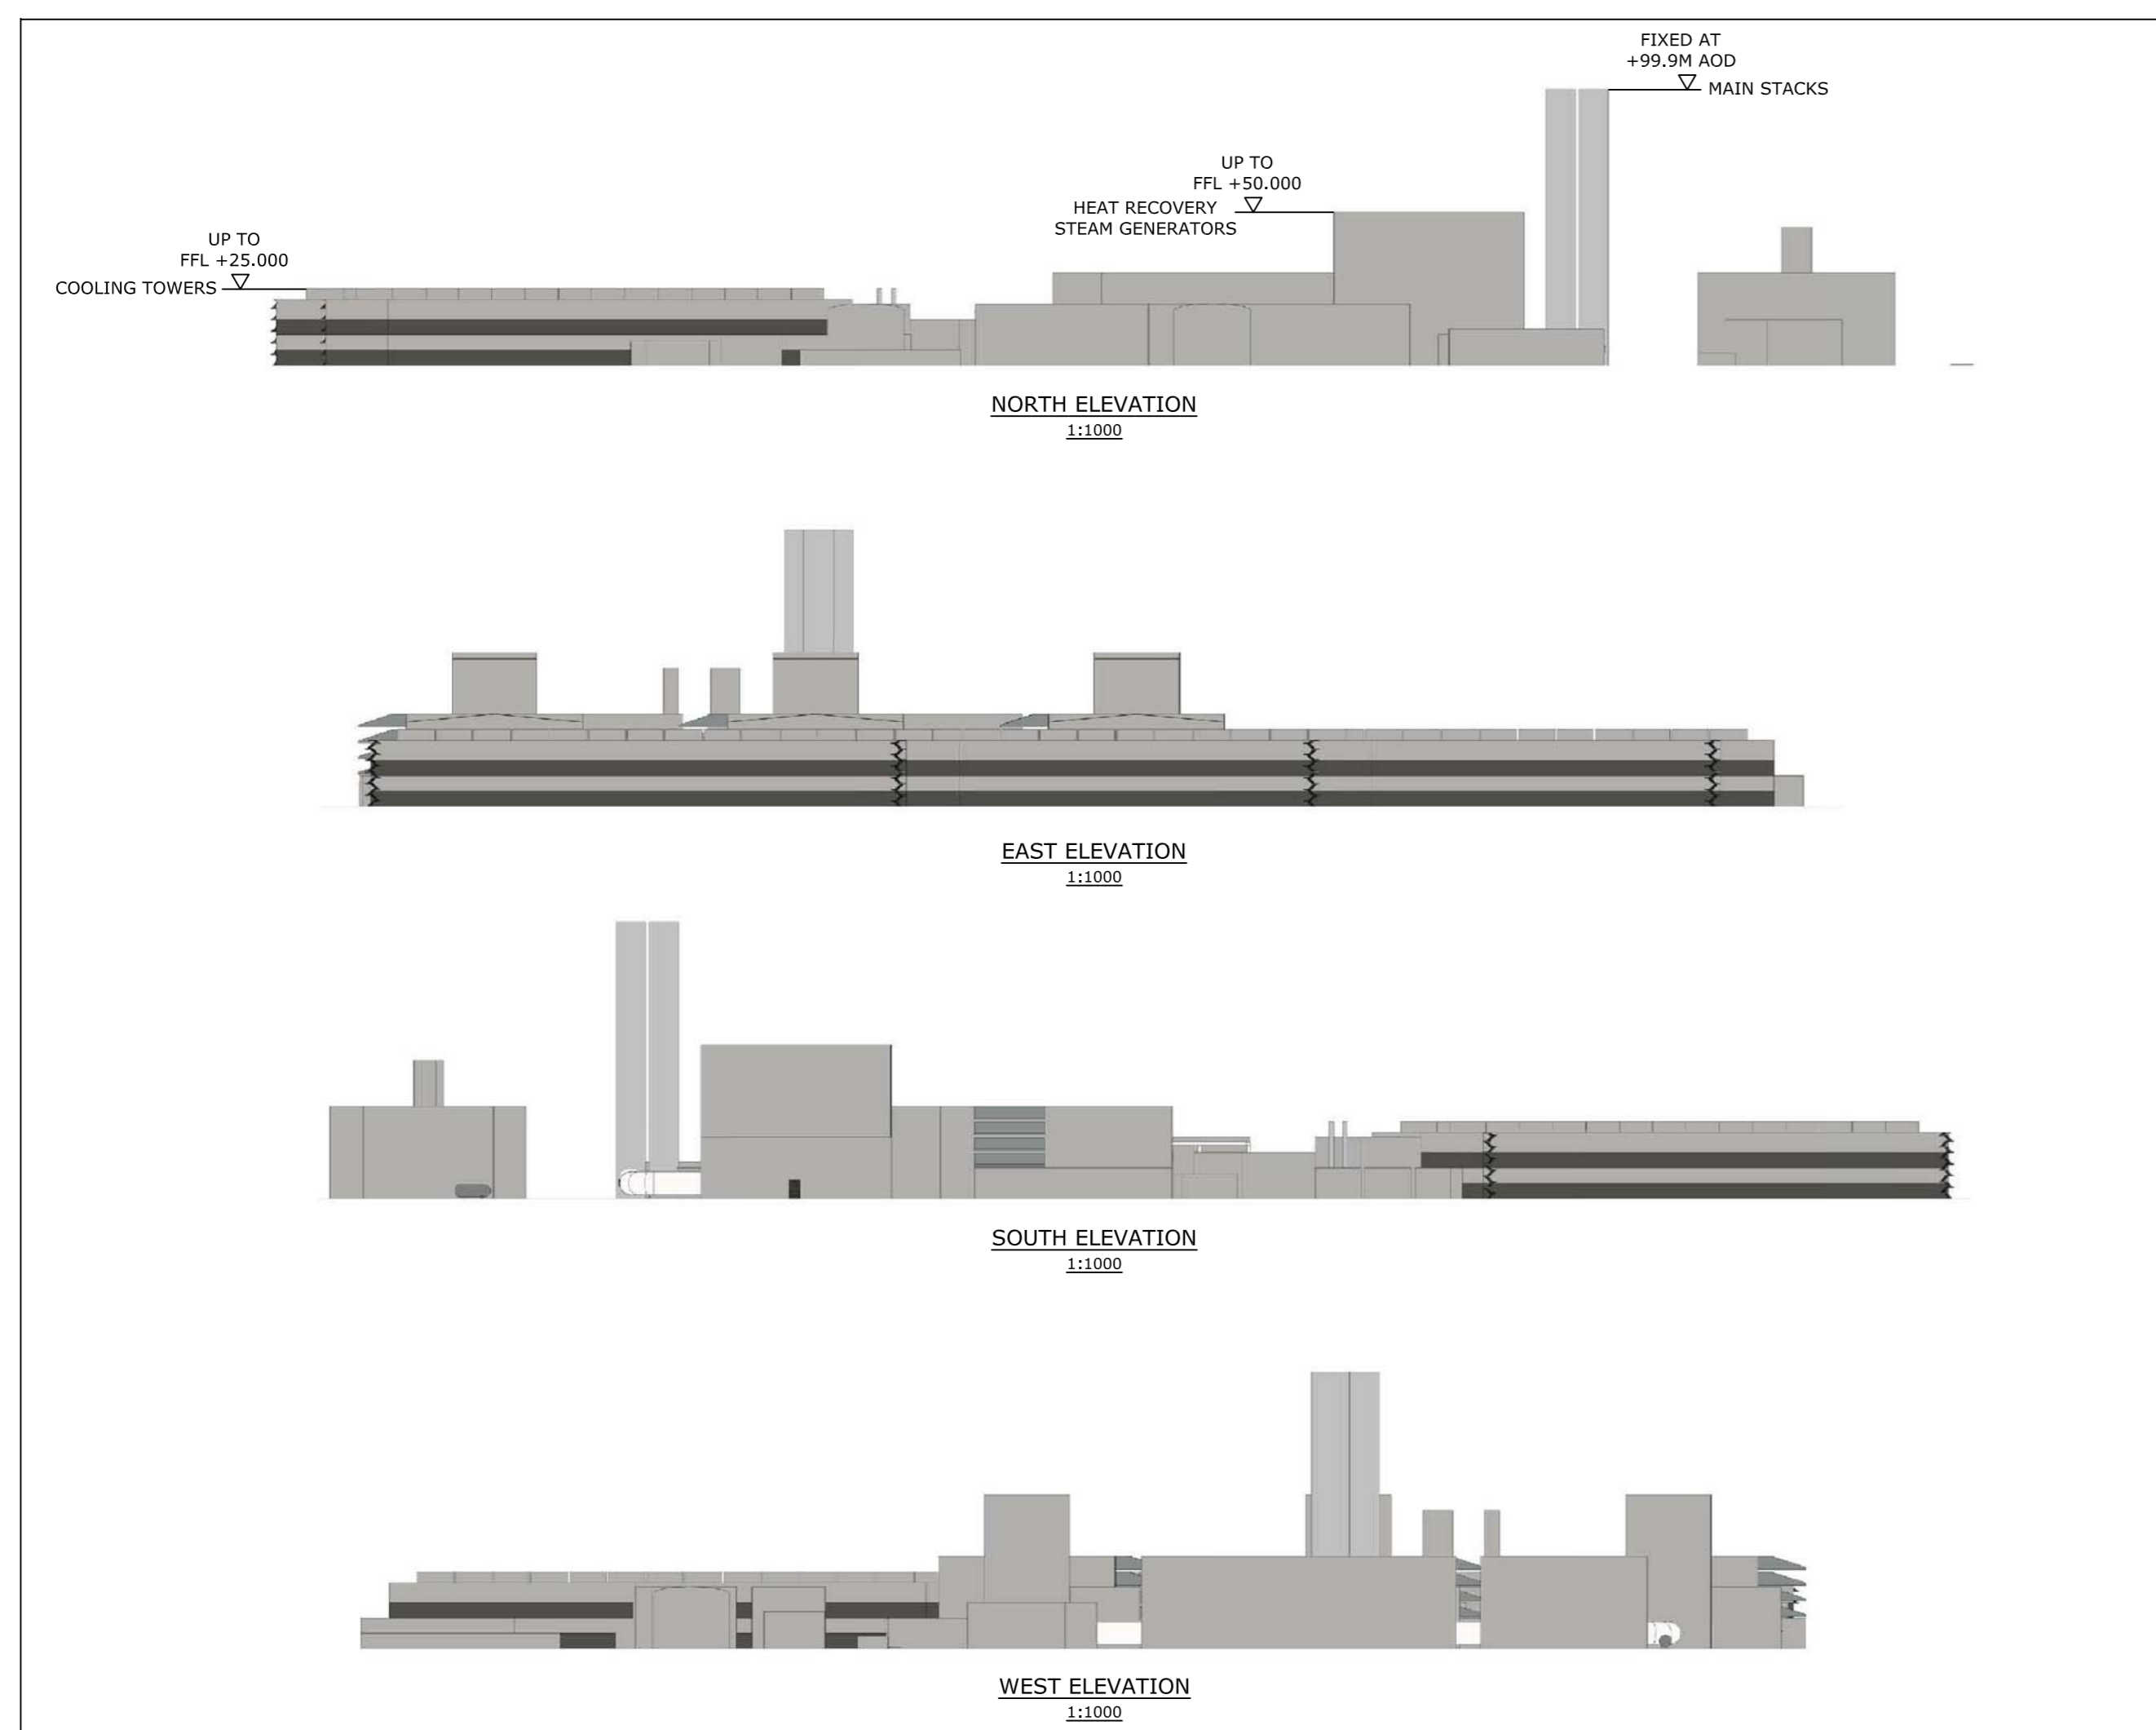 FIXED AT
+99.9M AOD
MAIN STACKS
UP TO
FFL +50.000
HEAT RECOVERY
STEAM GENERATORS
UP TO
FFL +25.000
COOLING TOWERS
NORTH ELEVATION
1:1000
EAST ELEVATION
1:1000
SOUTH ELEVATION
1:1000
WEST ELEVATION
1:1000